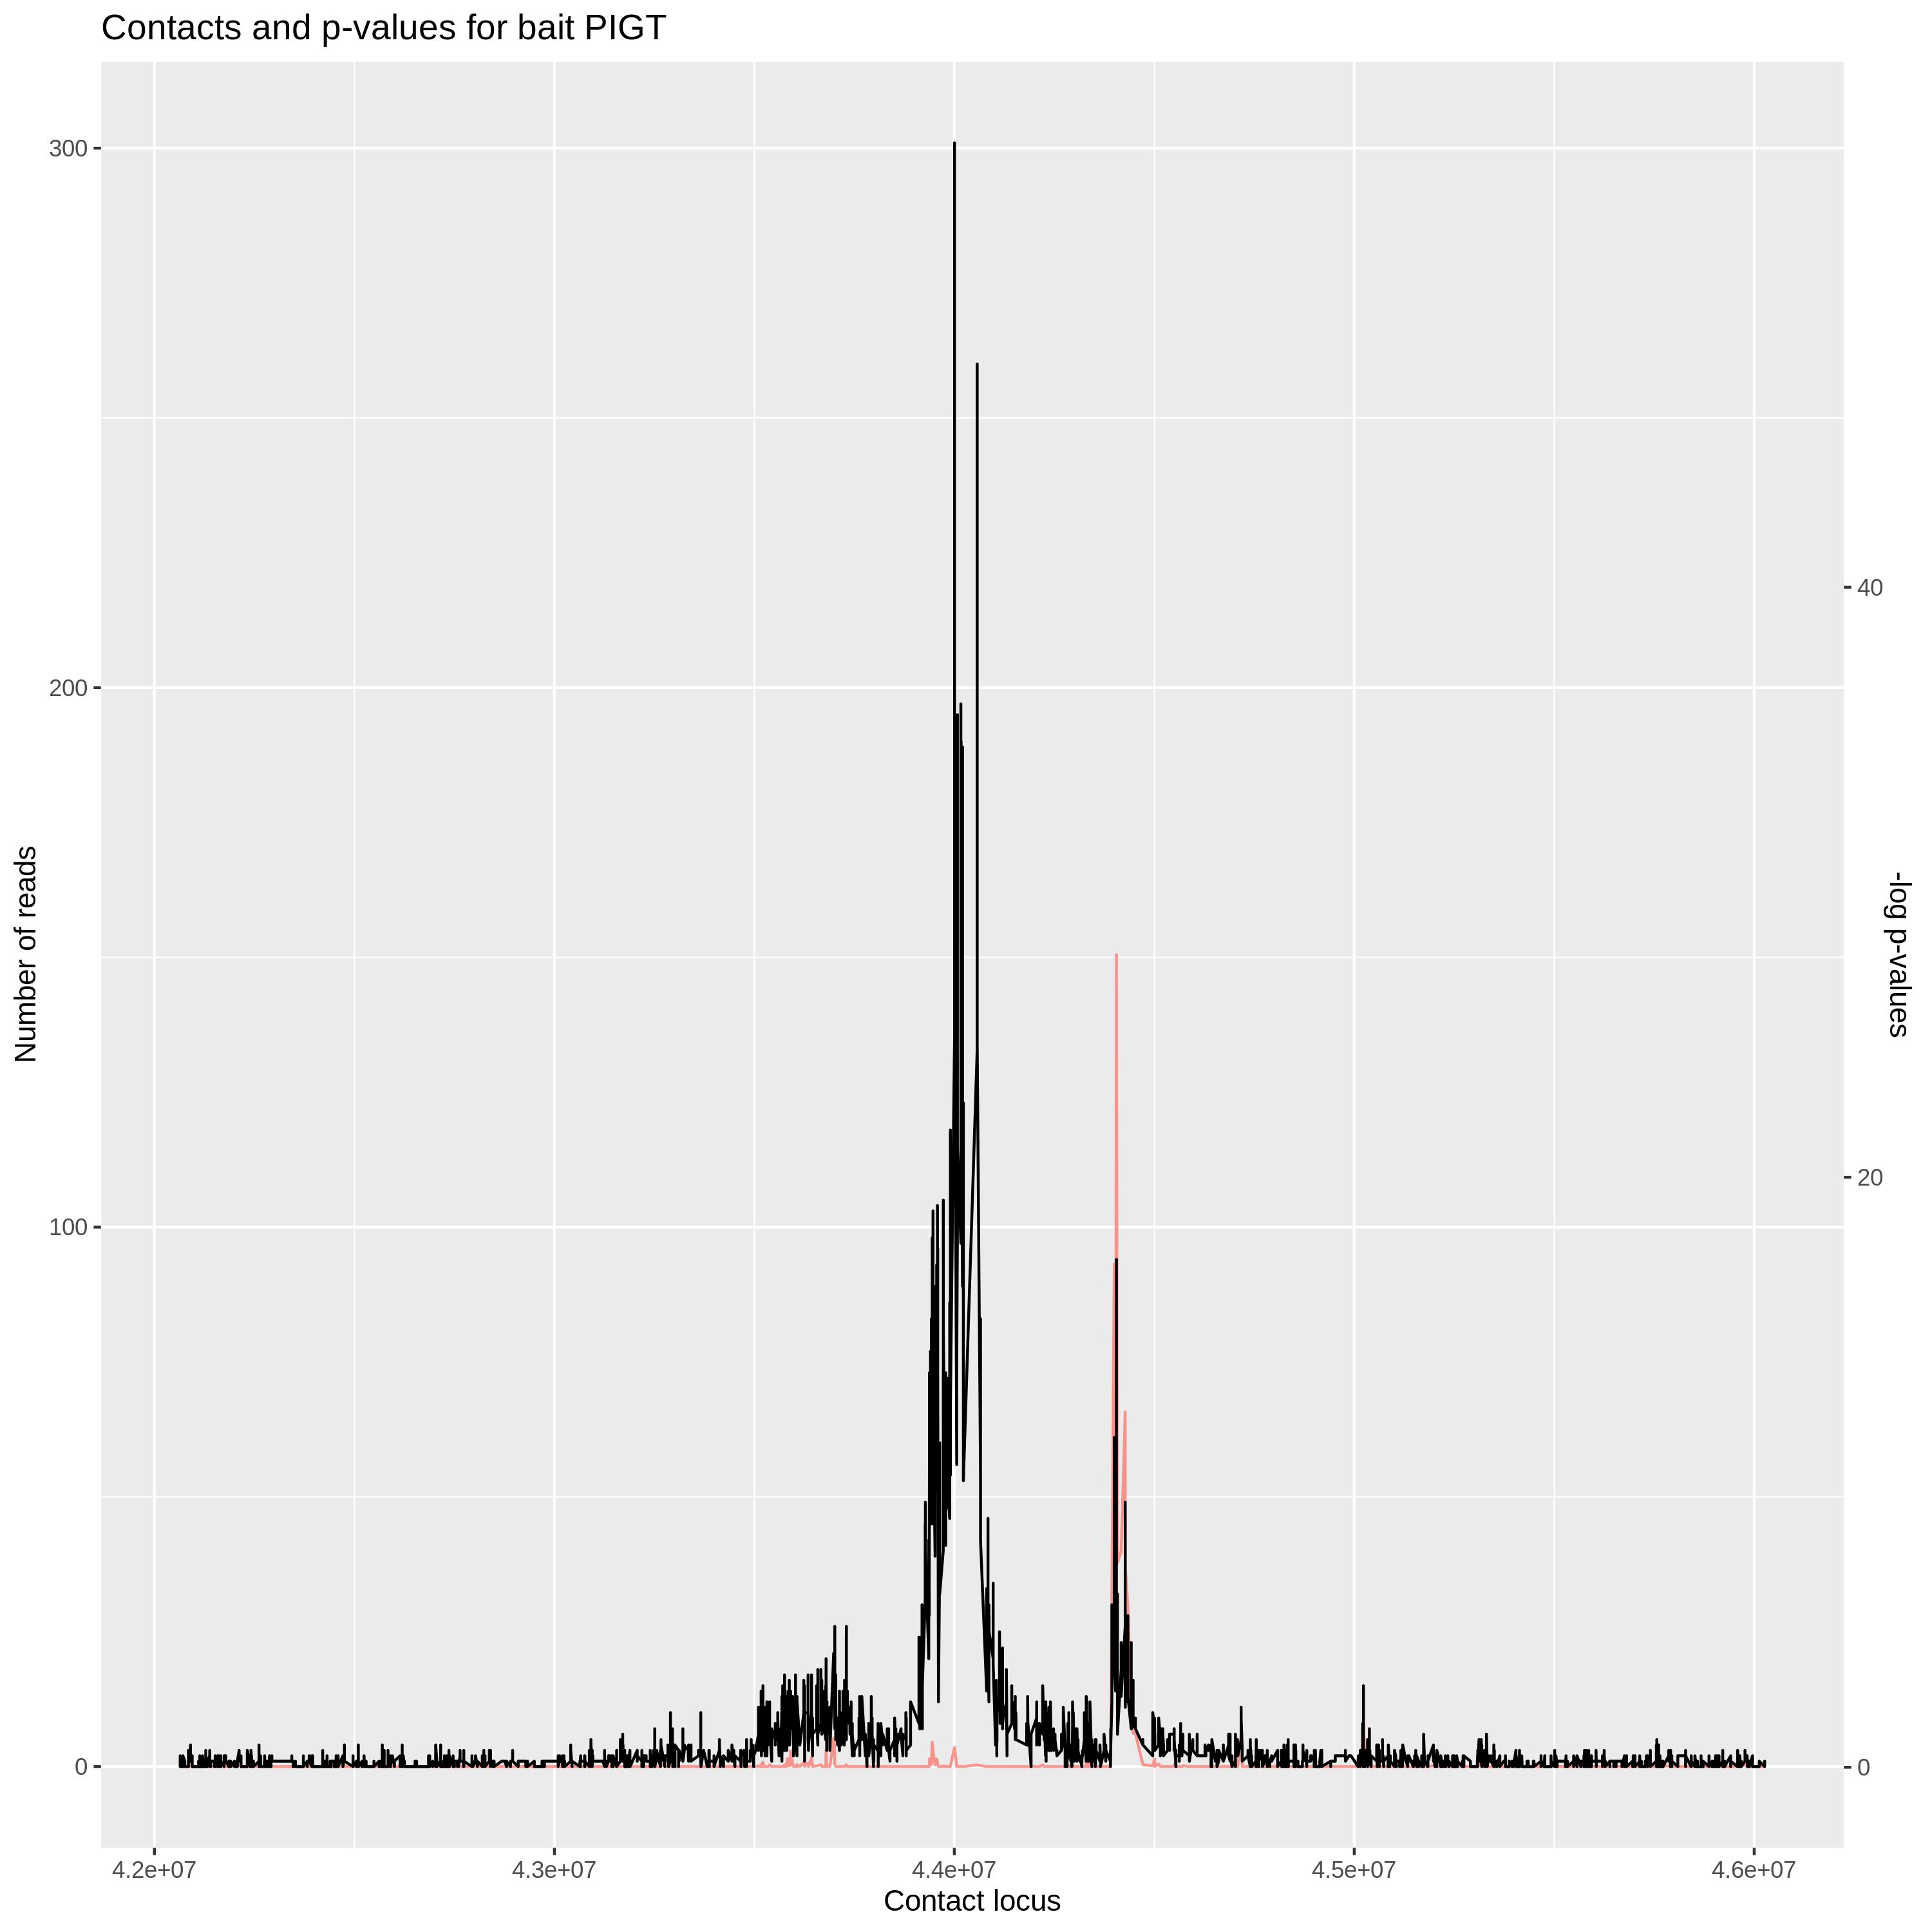 Contacts and p-values for bait PIGT
300
200
100
0
Number of reads
40
20
0
-log p-values
4.2e+07
4.3e+07
4.4e+07
4.5e+07
4.6e+07
Contact locus